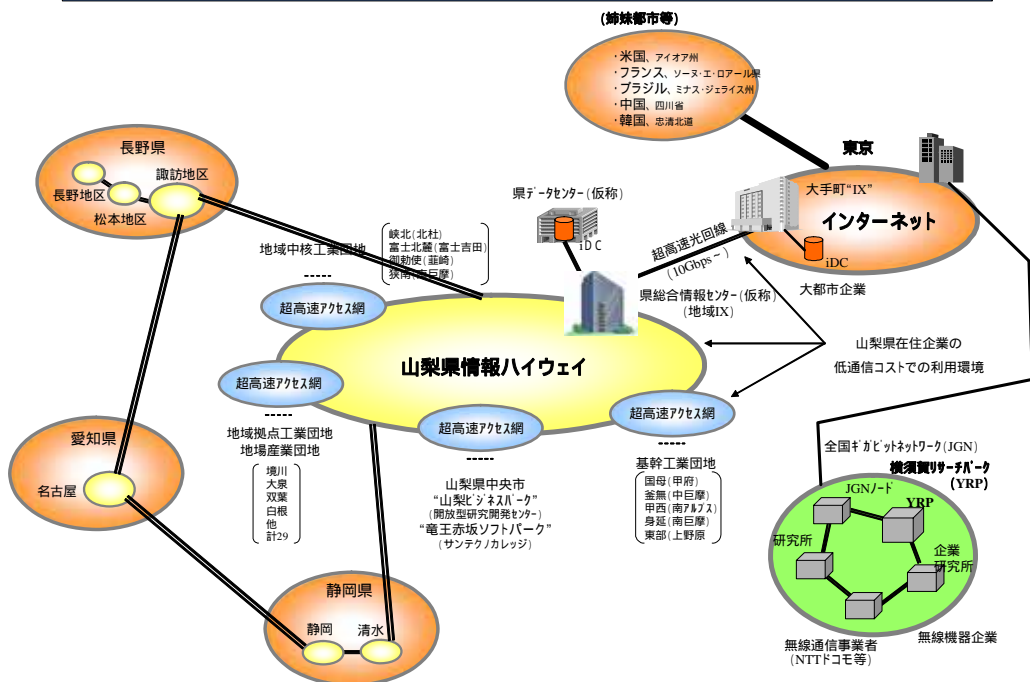 (姉妹都市等)
・米国、アイオア州
・フランス、ソーヌ・エ・ロアール県
・ブラジル、ミナス・ジェライス州
・中国、四川省
・韓国、忠清北道
東京
大手町“IX”
インターネット
iDC
大都市企業
長野県
諏訪地区
長野地区
松本地区
県データセンター(仮称)
iDC
超高速光回線
(10Gbps~)
地域中核工業団地
峡北(北杜)
富士北麓(富士吉田)
御勅使(韮崎)
狭南(南巨摩)
-----
県総合情報センター(仮称)
(地域IX)
超高速アクセス網
山梨県情報ハイウェイ
山梨県在住企業の
低通信コストでの利用環境
超高速アクセス網
-----
地域拠点工業団地
地場産業団地
境川
大泉
双葉
白根
他
計29
超高速アクセス網
-----
山梨県中央市
“山梨ビジネスパーク”
(開放型研究開発センター)
“竜王赤坂ソフトパーク”
(サンテクノカレッジ)
超高速アクセス網
-----
基幹工業団地
国母(甲府)
釜無(中巨摩)
甲西(南アルプス)
身延(南巨摩)
東部(上野原)
愛知県
名古屋
静岡県
静岡
清水
全国ギガビットネットワーク(JGN)
横須賀リサーチパーク
(YRP)
JGNノード
YRP
研究所
企業
研究所
無線通信事業者
(NTTドコモ等)
無線機器企業